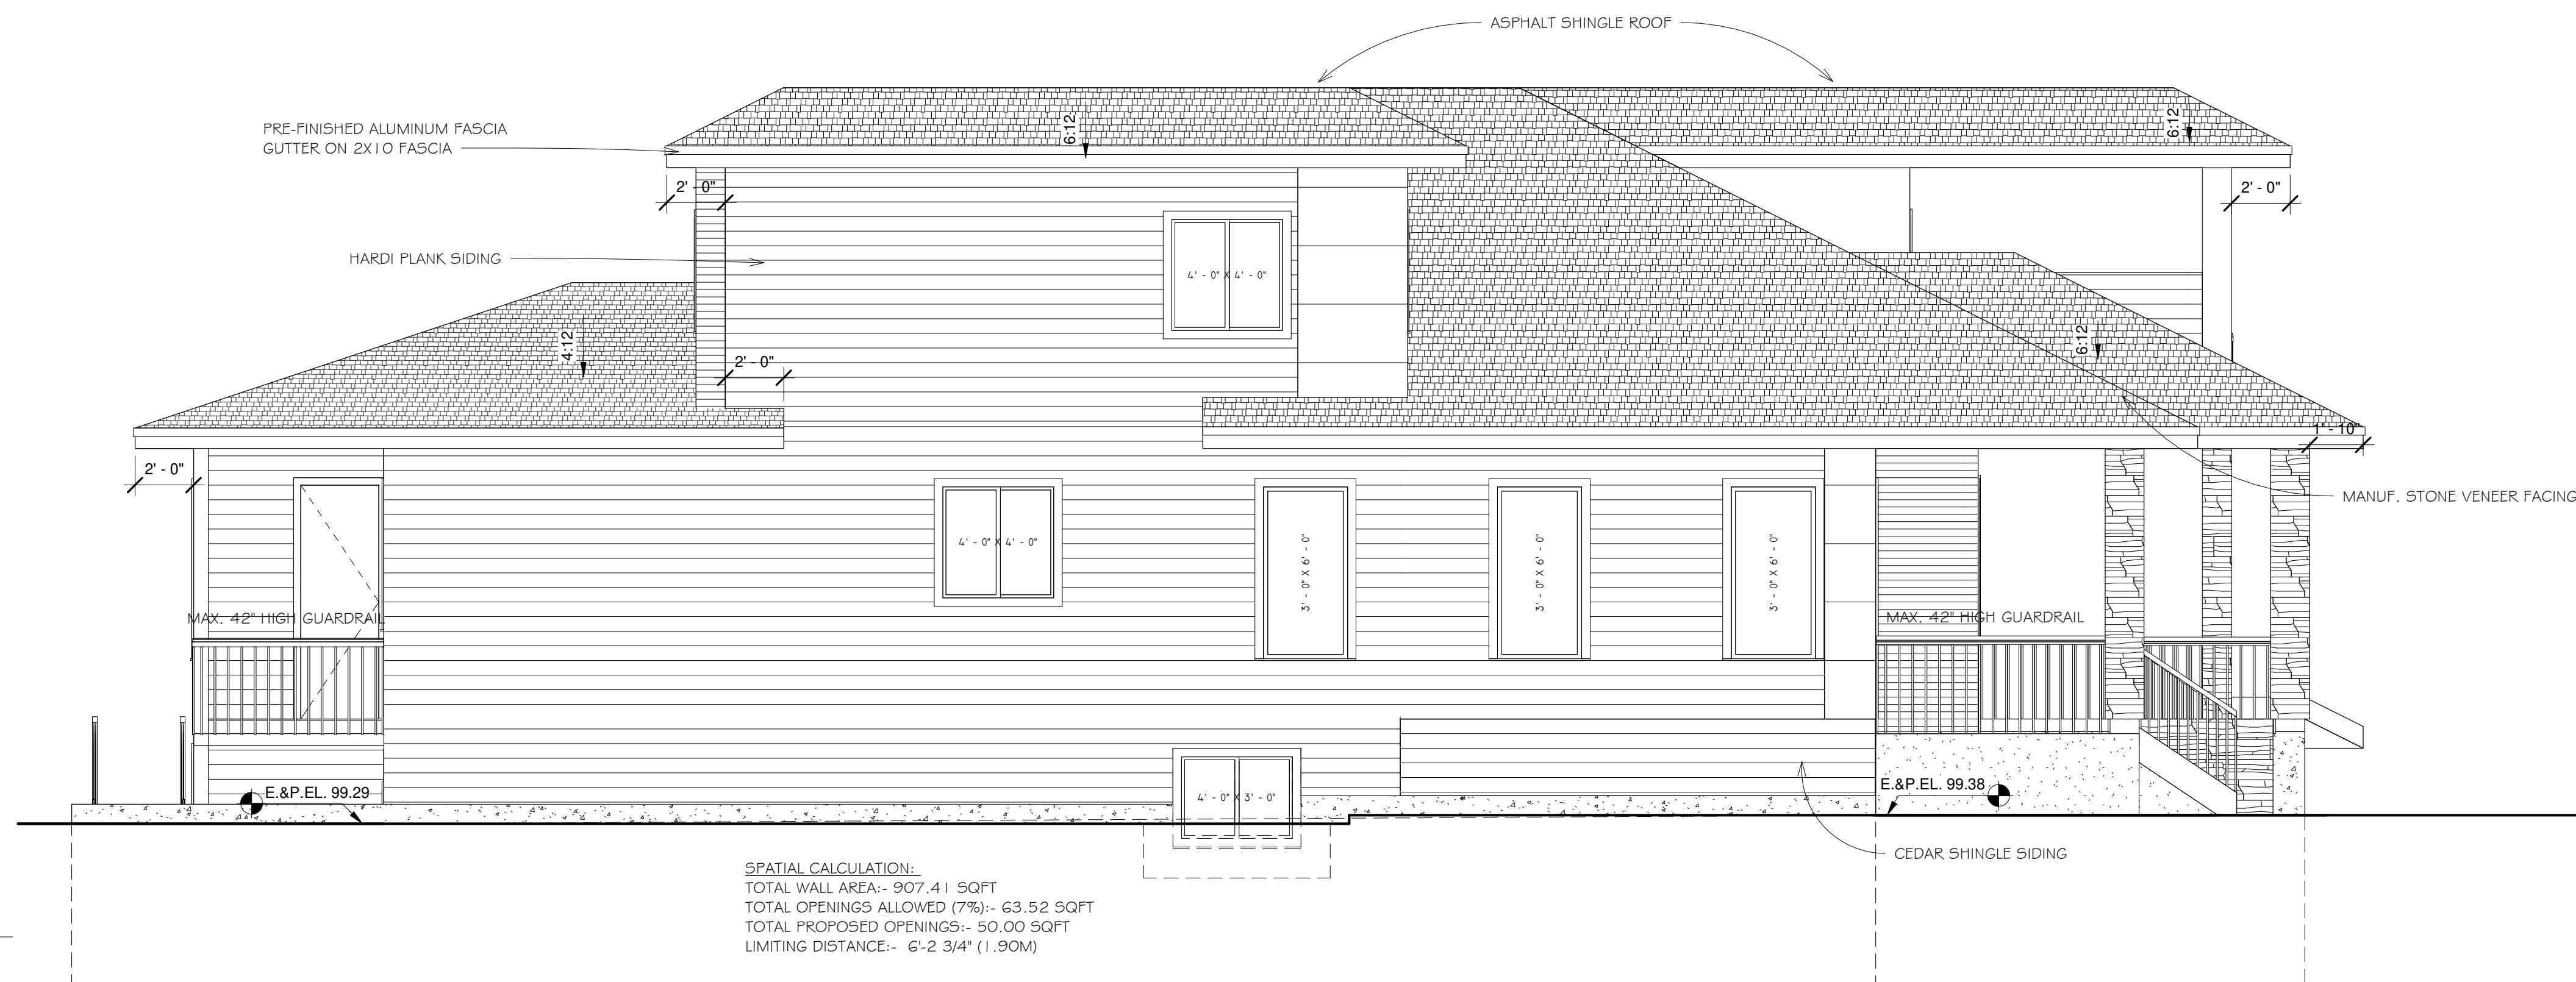 ASPHALT SHINGLE ROOF
PRE-FINISHED ALUMINUM FASCIA
GUTTER ON 2X10 FASCIA
6:12
6:12
2' - 0"
2' - 0"
HARDI PLANK SIDING
4' - 0" X 4' - 0"
4:12
6:12
2' - 0"
1' - 10"
2' - 0"
MANUF. STONE VENEER FACING
4' - 0" X 4' - 0"
3' - 0" X 6' - 0"
3' - 0" X 6' - 0"
3' - 0" X 6' - 0"
MAX. 42" HIGH GUARDRAIL
MAX. 42" HIGH GUARDRAIL
E.&P.EL. 99.29
4' - 0" X 3' - 0"
E.&P.EL. 99.38
CEDAR SHINGLE SIDING
SPATIAL CALCULATION:
TOTAL WALL AREA:- 907.41 SQFT
TOTAL OPENINGS ALLOWED (7%):- 63.52 SQFT
TOTAL PROPOSED OPENINGS:- 50.00 SQFT
LIMITING DISTANCE:- 6'-2 3/4" (1.90M)